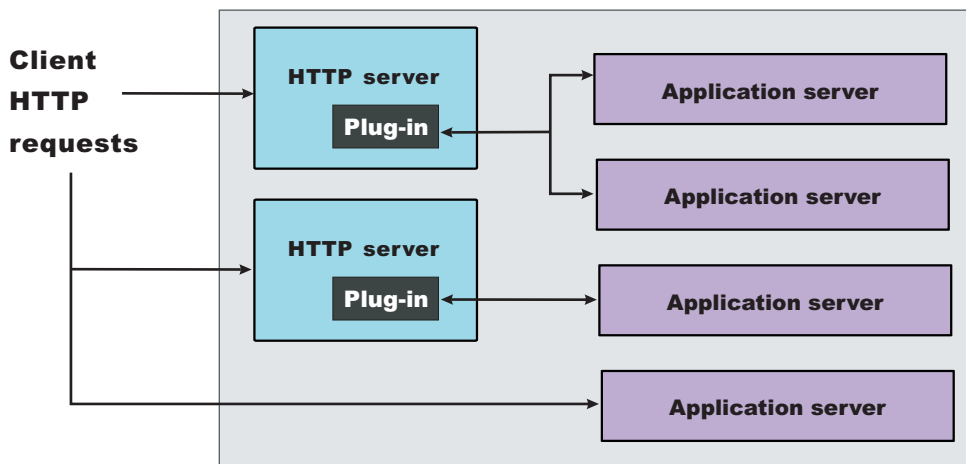 Client
HTTP
requests
HTTP server
Plug-in
Application server
Application server
HTTP server
Plug-in
Application server
Application server